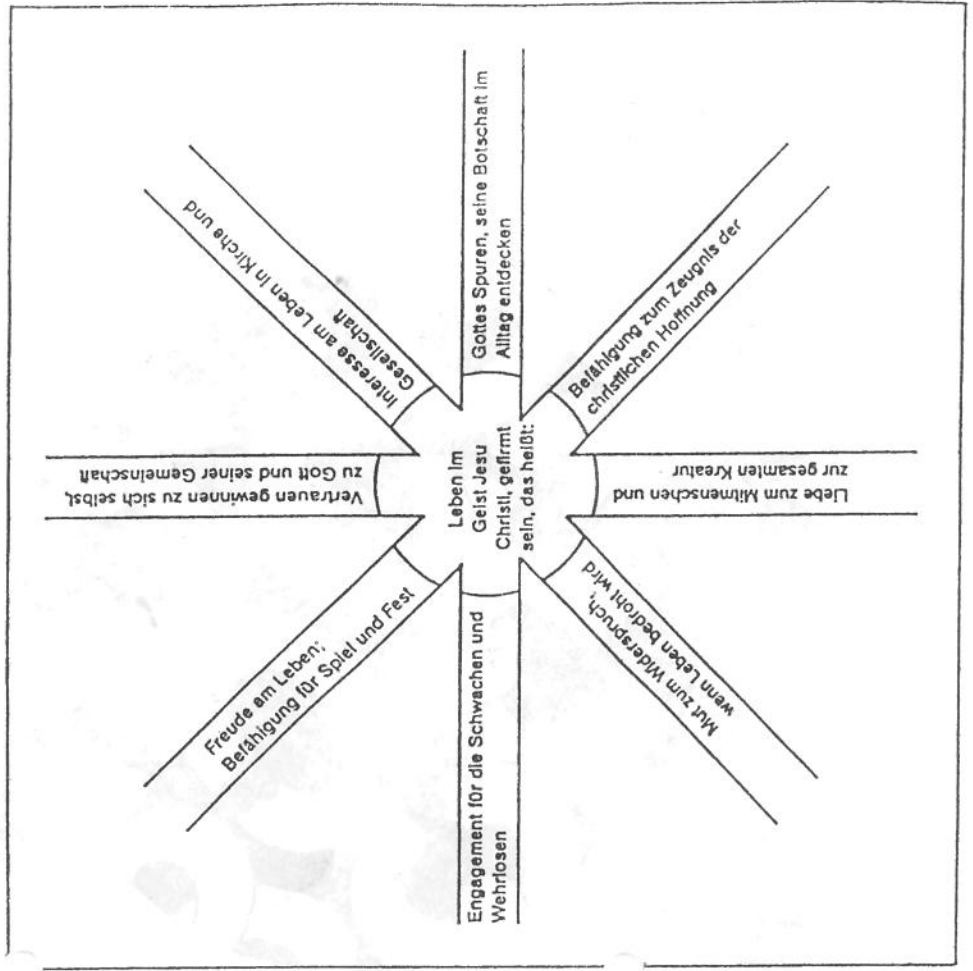 Leben im
Geist Jesu
Christi, gefirmt
sein, das heißt:
Gottes Spuren, seine Botschaft im
Alltag entdecken
Befähigung zum Zeugnis der
christlichen Hoffnung
Liebe zum Mitmenschen und
zur gesamten Kreatur
Mut zum Widerspruch,
wenn Leben bedroht wird
Engagement für die Schwachen und
Wehrlosen
Freude am Leben;
Befähigung für Spiel und Fest
Vertrauen gewinnen zu sich selbst,
zu Gott und seiner Gemeinschaft
Interesse am Leben in Kirche und
Gesellschaft